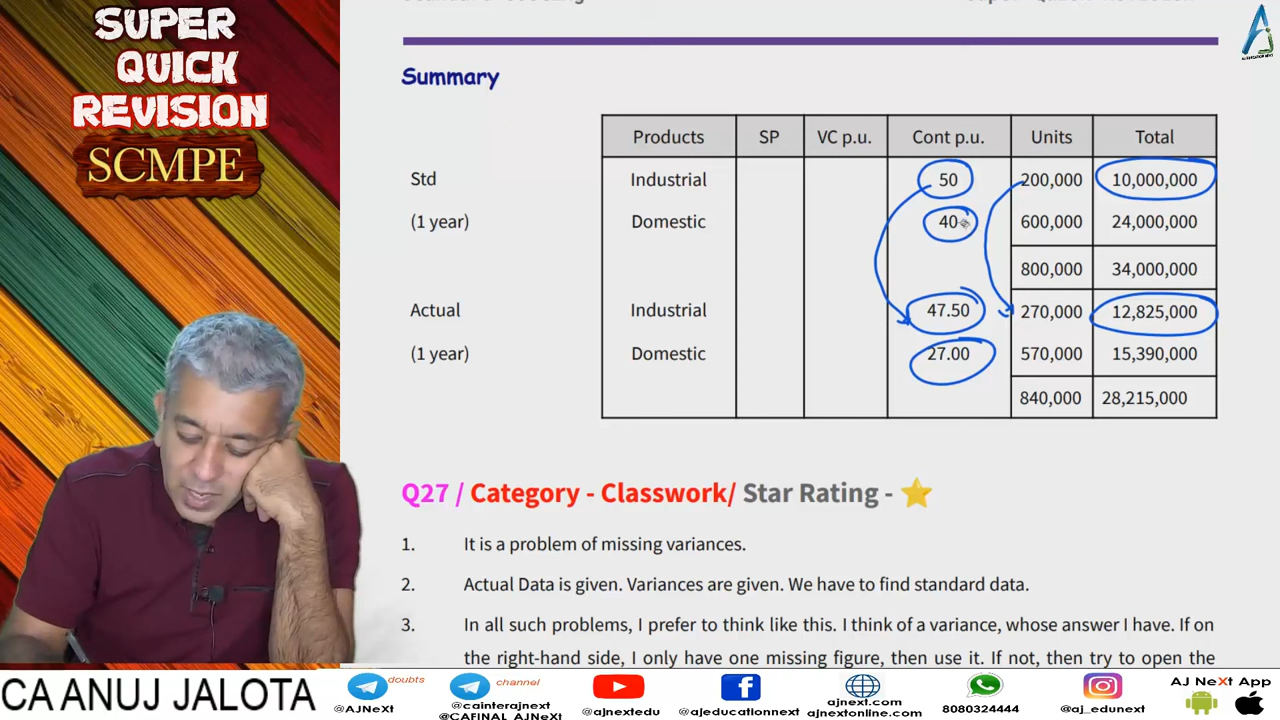 SUPER
QUICK
REVISION
SCMPE
Summary
Products SP VC p.u. Cont p.u. Units Total
Std Industrial 50 200,000 10,000,000
(1 year) Domestic 40 600,000 24,000,000
800,000 34,000,000
Actual Industrial 47.50 270,000 12,825,000
(1 year) Domestic 27.00 570,000 15,390,000
840,000 28,215,000
Q27 / Category - Classwork/ Star Rating -
1. It is a problem of missing variances.
2. Actual Data is given. Variances are given. We have to find standard data.
3. In all such problems, I prefer to think like this. I think of a variance, whose answer I have. If on
the right-hand side, I only have one missing figure, then use it. If not, then try to open the
CA ANUJ JALOTA
doubts
@AJNeXt
channel
@cainterajnext
@CAFINAL_AJNeXt
@ajnextedu
@ajeducationnext
ajnext.com
ajnextonline.com
8080324444
@aj_edunext
AJ NeXt App